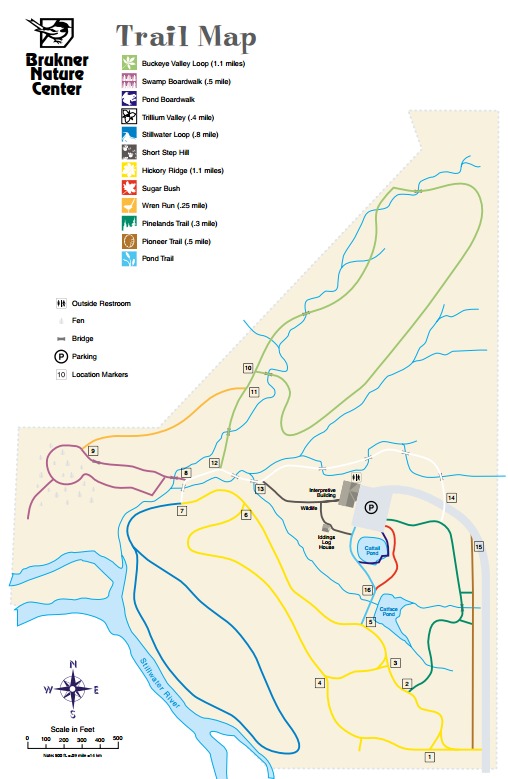 Brukner
Nature
Center
Trail Map
Buckeye Valley Loop (1.1 miles)
Swamp Boardwalk (.5 mile)
Pond Boardwalk
Trillium Valley (.4 mile)
Stillwater Loop (.8 mile)
Short Step Hill
Hickory Ridge (1.1 miles)
Sugar Bush
Wren Run (.25 mile)
Pinelands Trail (.3 mile)
Pioneer Trail (.5 mile)
Pond Trail
Outside Restroom
Fen
Bridge
P Parking
10 Location Markers
10
11
9
12
8
13
Interpretive
Building
Wildlife
P
14
7
6
Iddings
Log
House
Cattail
Pond
15
16
Catface
Pond
5
3
4
2
1
Stillwater River
N
W E
S
Scale in Feet
0 100 200 300 400 500